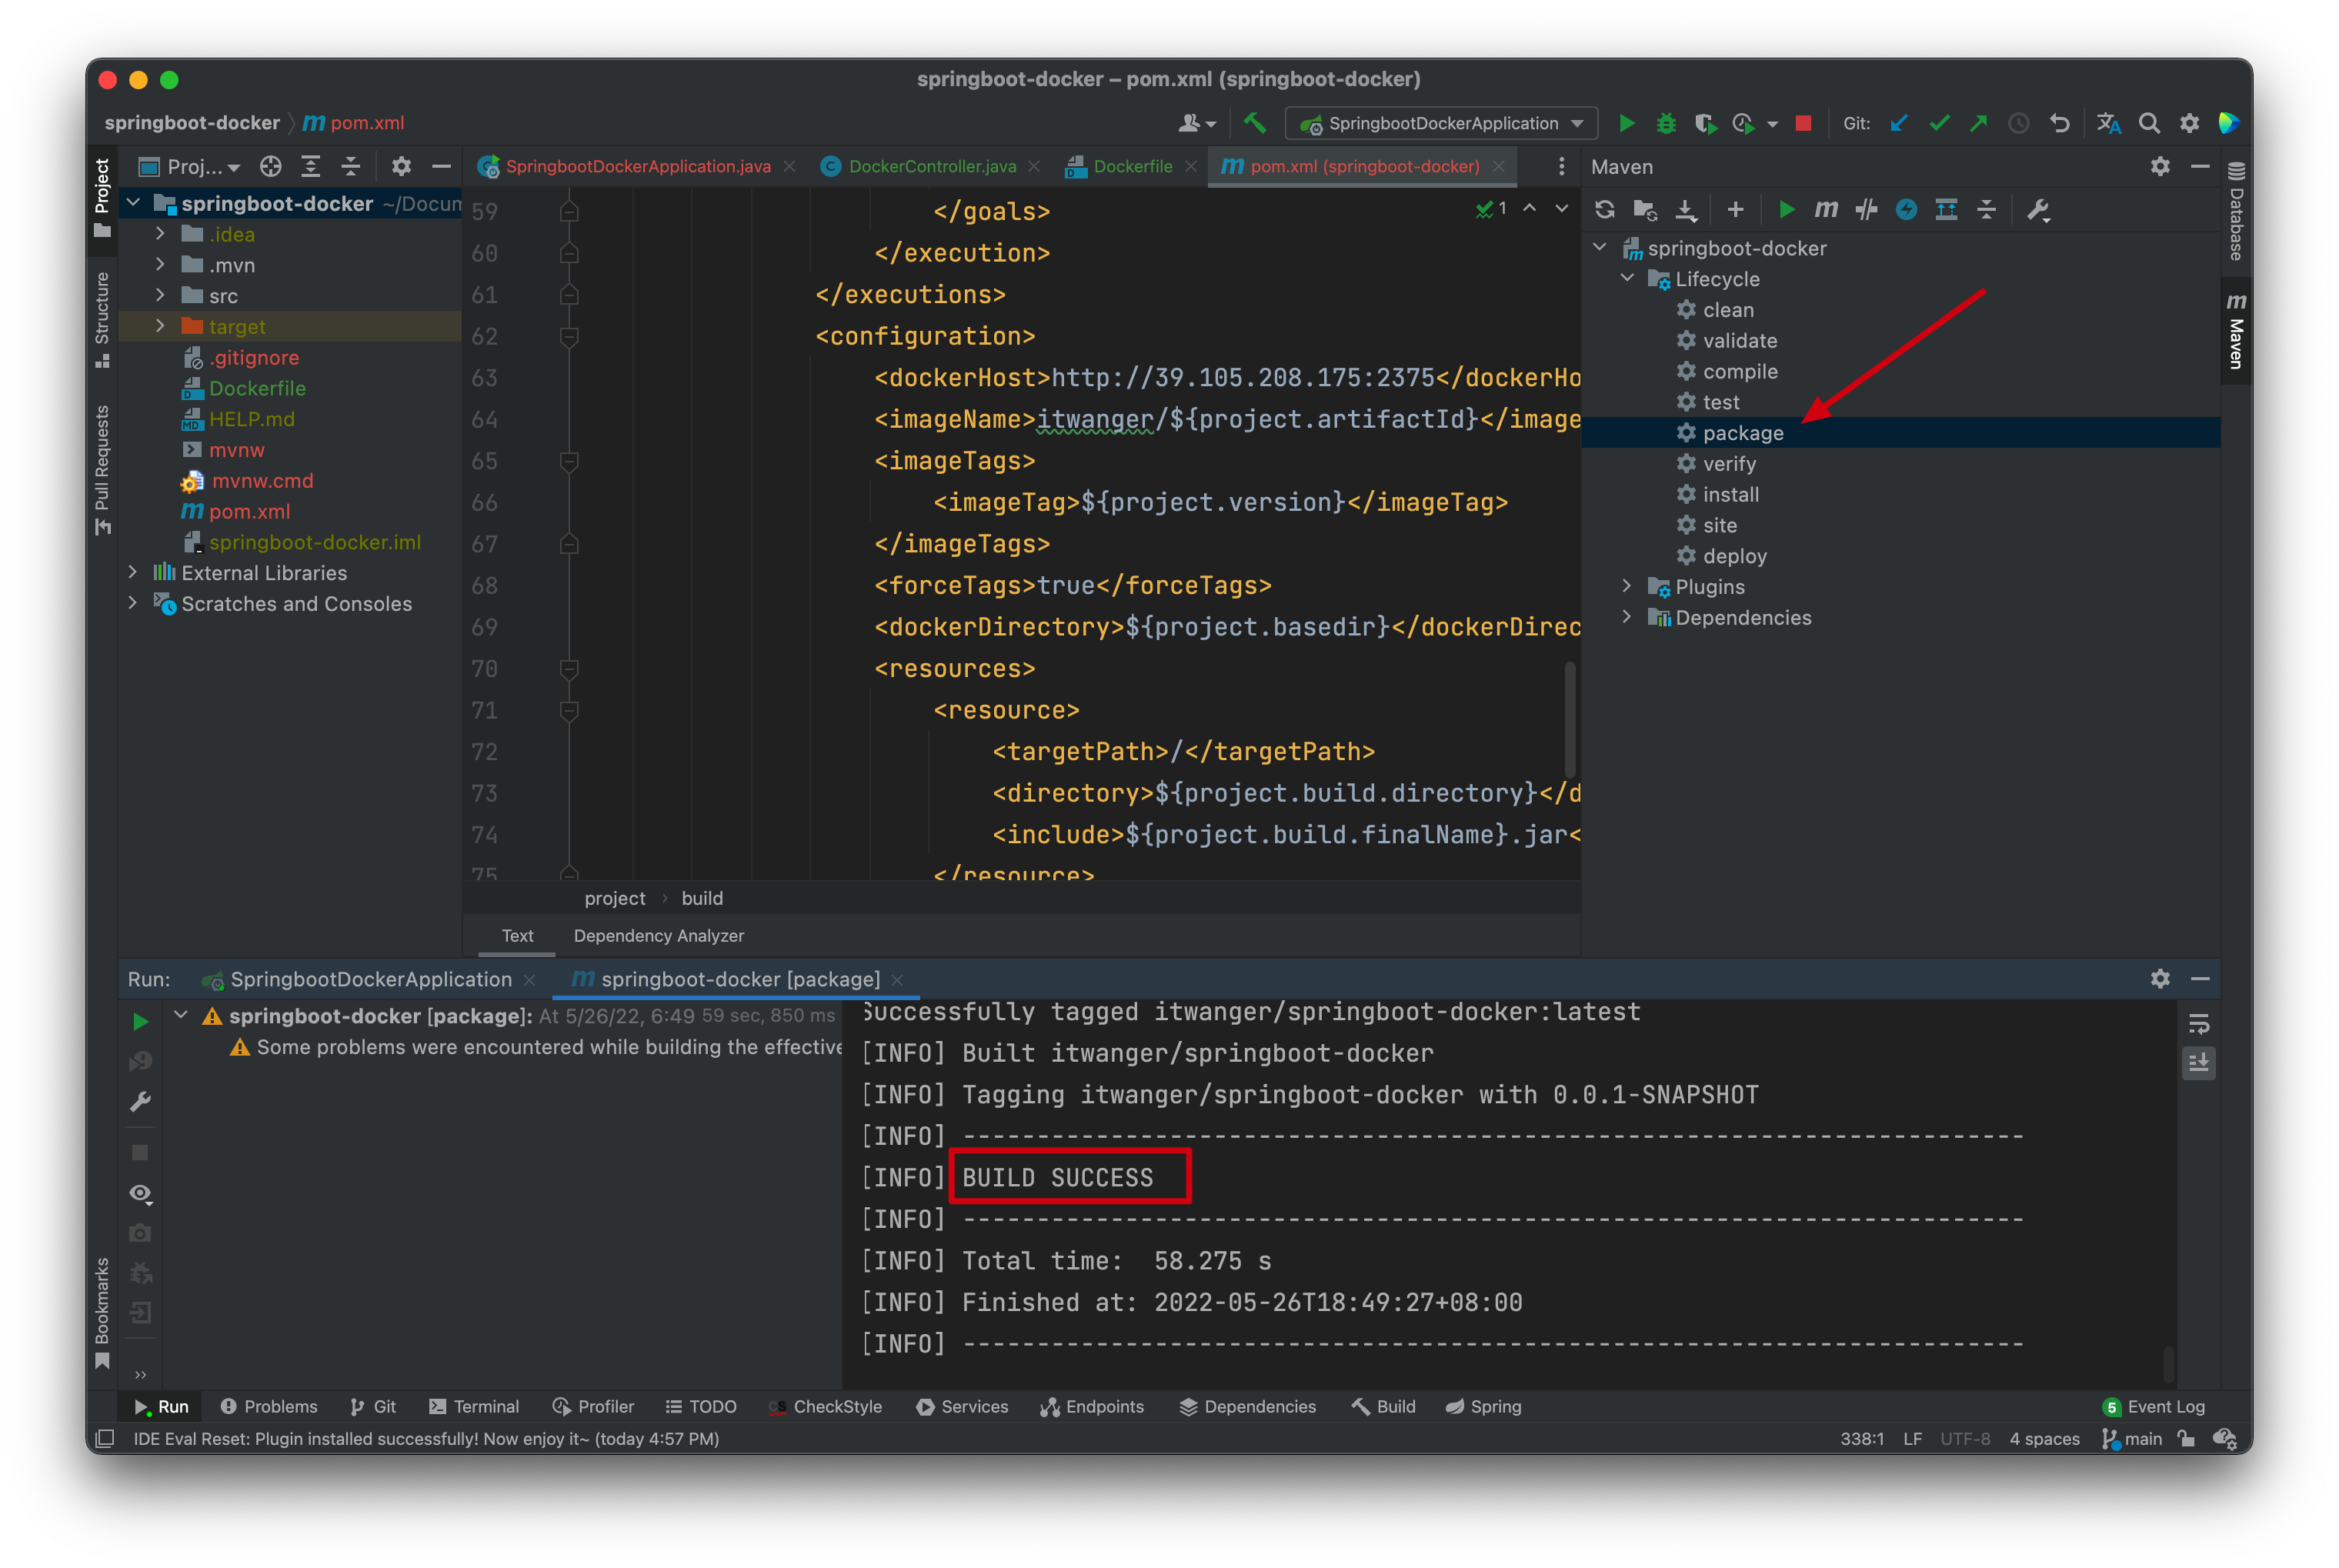 springboot-docker – pom.xml (springboot-docker)
springboot-docker
m pom.xml
SpringbootDockerApplication
Git:
Project
Structure
Pull Requests
Bookmarks
Proj...
springboot-docker ~/Docum
.idea
.mvn
src
target
.gitignore
Dockerfile
HELP.md
mvnw
mvnw.cmd
m pom.xml
springboot-docker.iml
External Libraries
Scratches and Consoles
SpringbootDockerApplication.java
DockerController.java
Dockerfile
m pom.xml (springboot-docker)
1
59 </goals>
60 </execution>
61 </executions>
62 <configuration>
63 <dockerHost>http://39.105.208.175:2375</dockerHo
64 <imageName>itwanger/${project.artifactId}</image
65 <imageTags>
66 <imageTag>${project.version}</imageTag>
67 </imageTags>
68 <forceTags>true</forceTags>
69 <dockerDirectory>${project.basedir}</dockerDirec
70 <resources>
71 <resource>
72 <targetPath>/</targetPath>
73 <directory>${project.build.directory}</d
74 <include>${project.build.finalName}.jar<
75 </resource>
project
build
Text
Dependency Analyzer
Maven
m
springboot-docker
Lifecycle
clean
validate
compile
test
package
verify
install
site
deploy
Plugins
Dependencies
Database
m Maven
Run:
SpringbootDockerApplication
m springboot-docker [package]
springboot-docker [package]: At 5/26/22, 6:49 59 sec, 850 ms
Some problems were encountered while building the effective
Successfully tagged itwanger/springboot-docker:latest
[INFO] Built itwanger/springboot-docker
[INFO] Tagging itwanger/springboot-docker with 0.0.1-SNAPSHOT
[INFO] ------------------------------------------------------------------------
[INFO] BUILD SUCCESS
[INFO] ------------------------------------------------------------------------
[INFO] Total time:  58.275 s
[INFO] Finished at: 2022-05-26T18:49:27+08:00
[INFO] ------------------------------------------------------------------------
Run
Problems
Git
Terminal
Profiler
TODO
CheckStyle
Services
Endpoints
Dependencies
Build
Spring
5 Event Log
IDE Eval Reset: Plugin installed successfully! Now enjoy it~ (today 4:57 PM)
338:1
LF
UTF-8
4 spaces
main